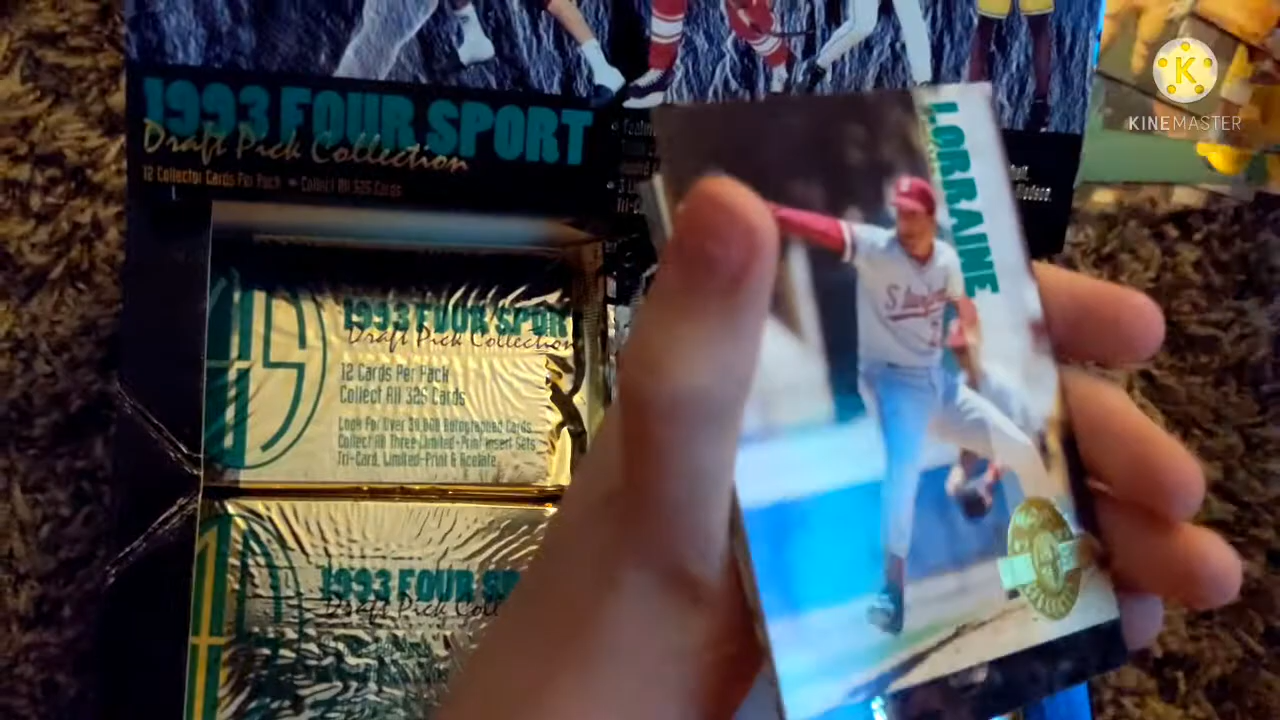 1993 FOUR SPORT
Draft Pick Collection
12 Collector Cards Per Pack • Collect All 325 Cards
KINEMASTER
LORRAINE
1993 FOUR SPORT
Draft Pick Collection
12 Cards Per Pack
Collect All 325 Cards
Look For Over 30,000 Autographed Cards
Collect All Three Limited-Print Insert Sets
Tri-Card, Limited-Print & Acetate
1993 FOUR SP
Draft Pick Coll